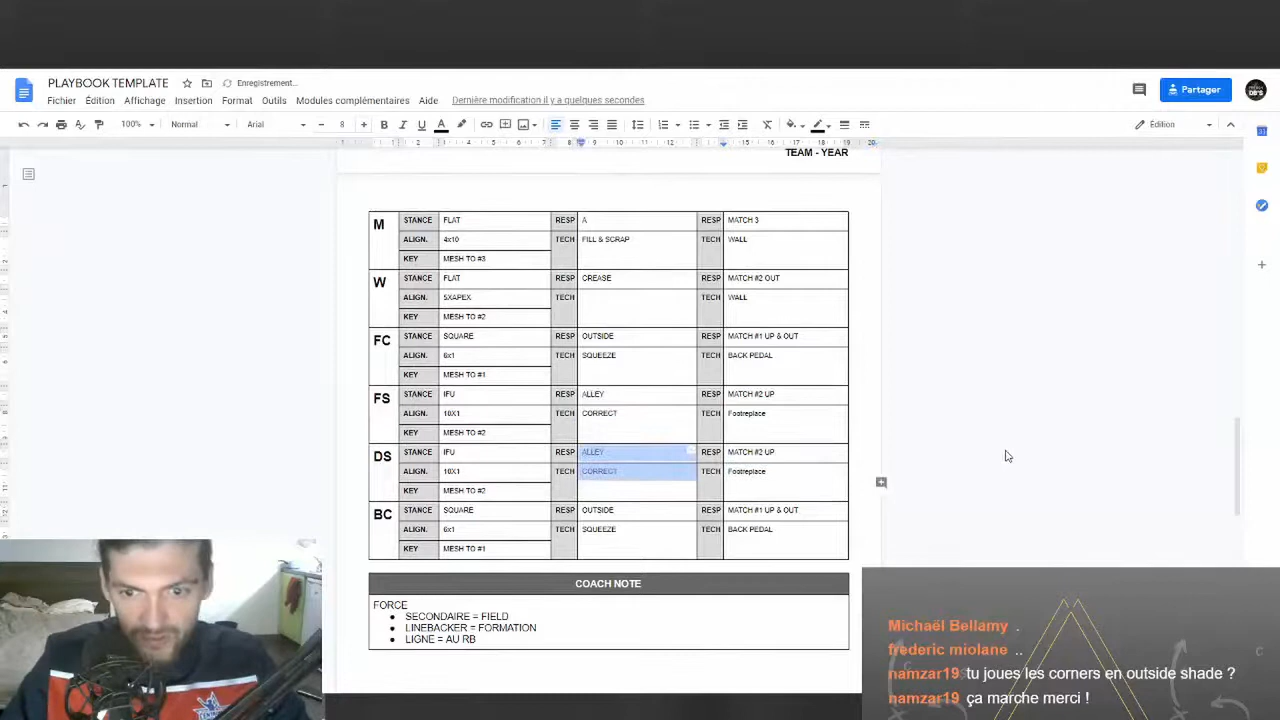 PLAYBOOK TEMPLATE Enregistrement...
Fichier Édition Affichage Insertion Format Outils Modules complémentaires Aide Dernière modification il y a quelques secondes
Partager
100% Normal Arial 8 B I U A Édition
TEAM - YEAR
M STANCE FLAT RESP A RESP MATCH 3
ALIGN. 4x10 TECH FILL & SCRAP TECH WALL
KEY MESH TO #3
W STANCE FLAT RESP CREASE RESP MATCH #2 OUT
ALIGN. 5XAPEX TECH TECH WALL
KEY MESH TO #2
FC STANCE SQUARE RESP OUTSIDE RESP MATCH #1 UP & OUT
ALIGN. 6x1 TECH SQUEEZE TECH BACK PEDAL
KEY MESH TO #1
FS STANCE IFU RESP ALLEY RESP MATCH #2 UP
ALIGN. 10X1 TECH CORRECT TECH Footreplace
KEY MESH TO #2
DS STANCE IFU RESP ALLEY RESP MATCH #2 UP
ALIGN. 10X1 TECH CORRECT TECH Footreplace
KEY MESH TO #2
BC STANCE SQUARE RESP OUTSIDE RESP MATCH #1 UP & OUT
ALIGN. 6x1 TECH SQUEEZE TECH BACK PEDAL
KEY MESH TO #1
COACH NOTE
FORCE
● SECONDAIRE = FIELD
● LINEBACKER = FORMATION
● LIGNE = AU RB
Michaël Bellamy .
frederic miolane ..
namzar19 tu joues les corners en outside shade ?
namzar19 ça marche merci !